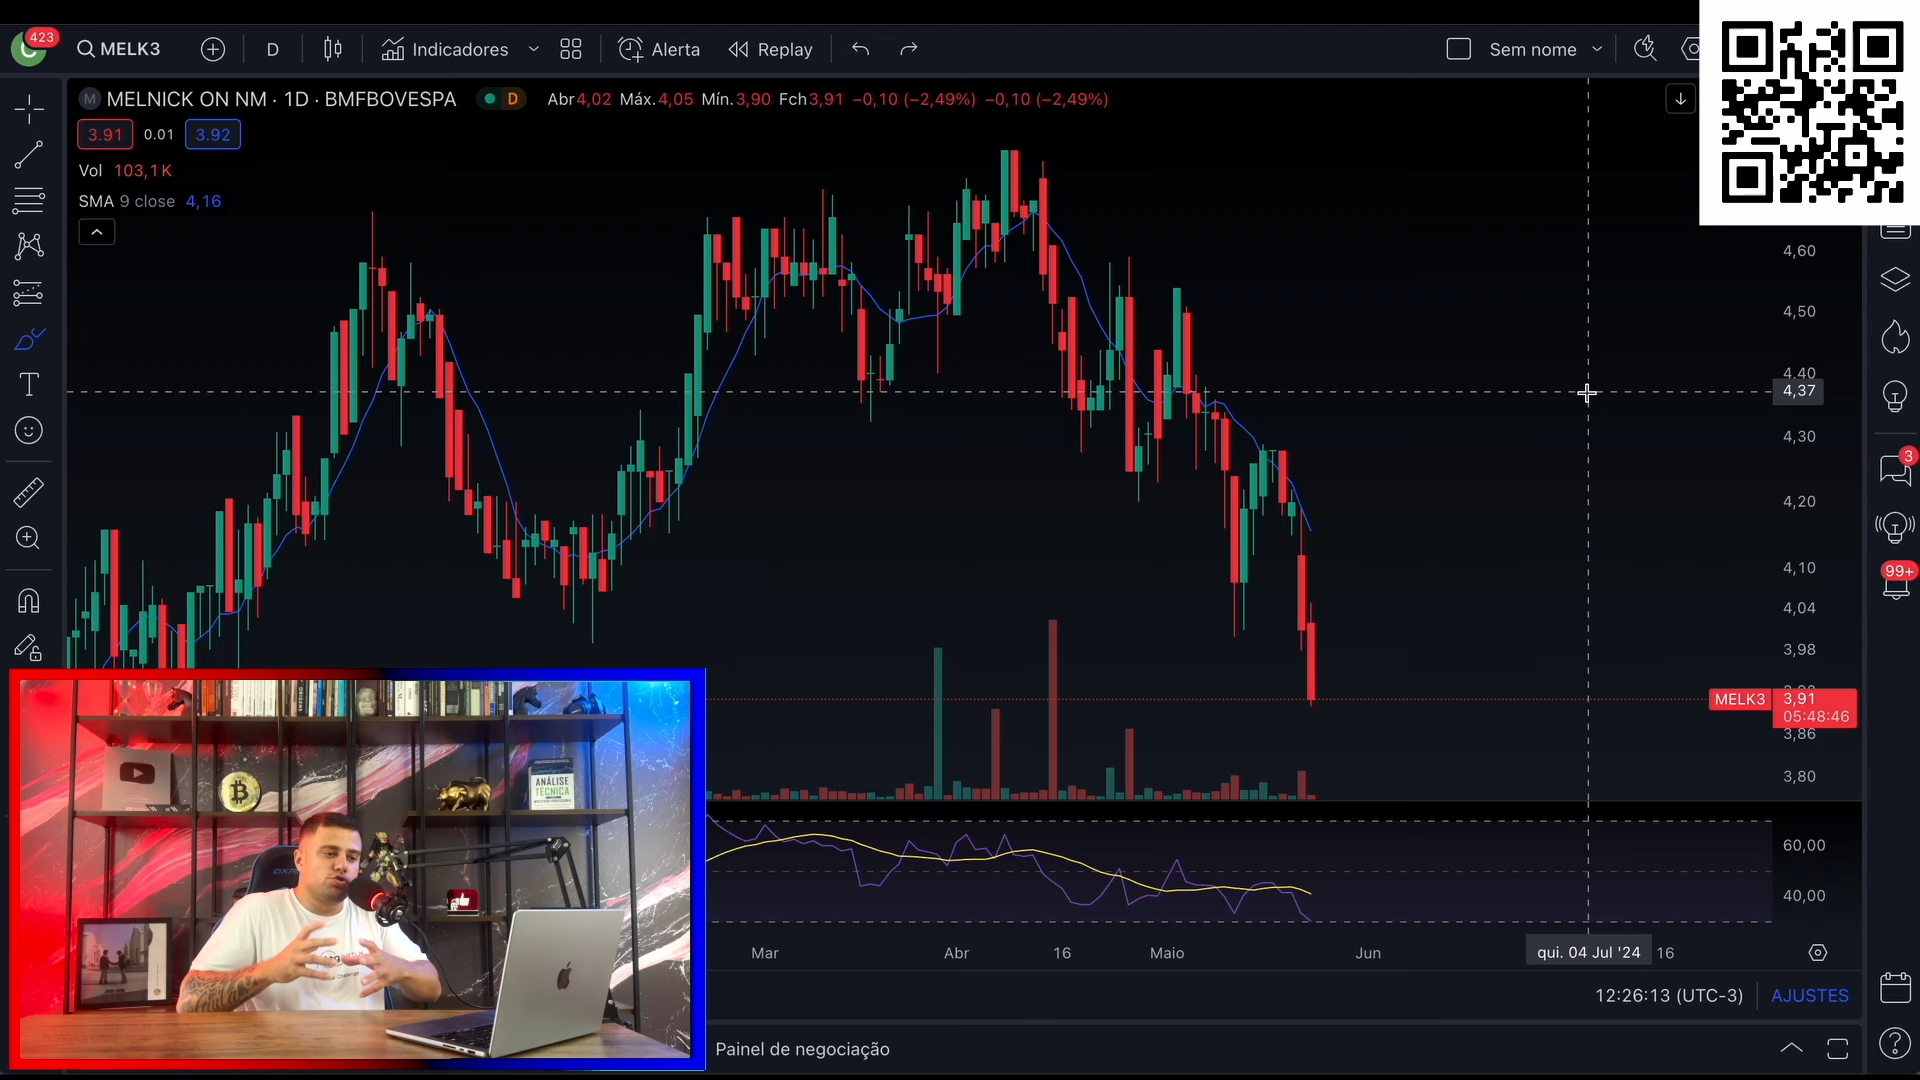 423
MELK3
D
Indicadores
Alerta
Replay
Sem nome
M
MELNICK ON NM · 1D · BMFBOVESPA
D
Abr4,02 Máx.4,05 Mín.3,90 Fch3,91 −0,10 (−2,49%) −0,10 (−2,49%)
3.91
0.01
3.92
Vol 103,1 K
SMA 9 close 4,16
4,60
4,50
4,40
4,37
4,30
4,20
4,10
4,04
3,98
MELK3
3,91
05:48:46
3,86
3,80
60,00
40,00
3
99+
Mar
Abr
16
Maio
Jun
qui. 04 Jul '24
16
12:26:13 (UTC-3)
AJUSTES
Painel de negociação
ANÁLISE
TÉCNICA